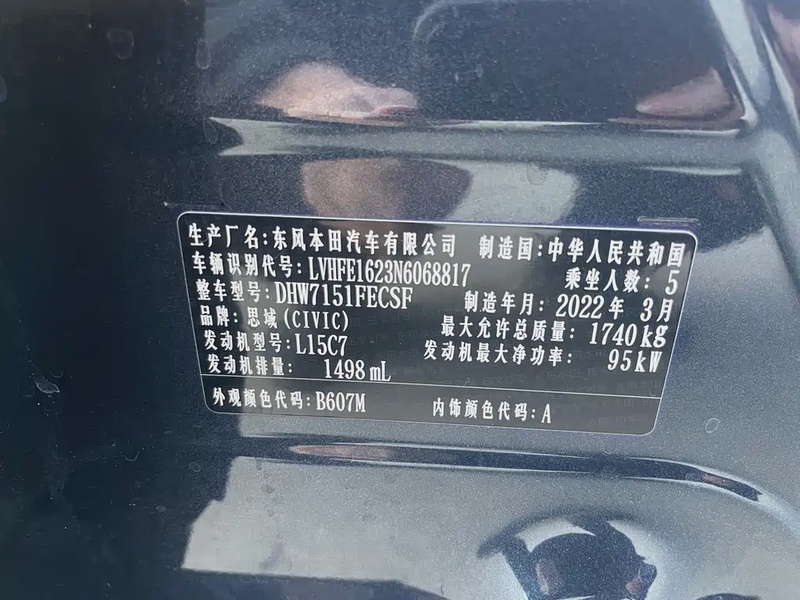 生产厂名:东风本田汽车有限公司 制造国:中华人民共和国
车辆识别代号:LVHFE1623N6068817 乘坐人数:5
整车型号:DHW7151FECSF 制造年月:2022年3月
品牌:思域(CIVIC) 最大允许总质量:1740kg
发动机型号:L15C7 发动机最大净功率:95kW
发动机排量:1498mL
外观颜色代码:B607M 内饰颜色代码:A